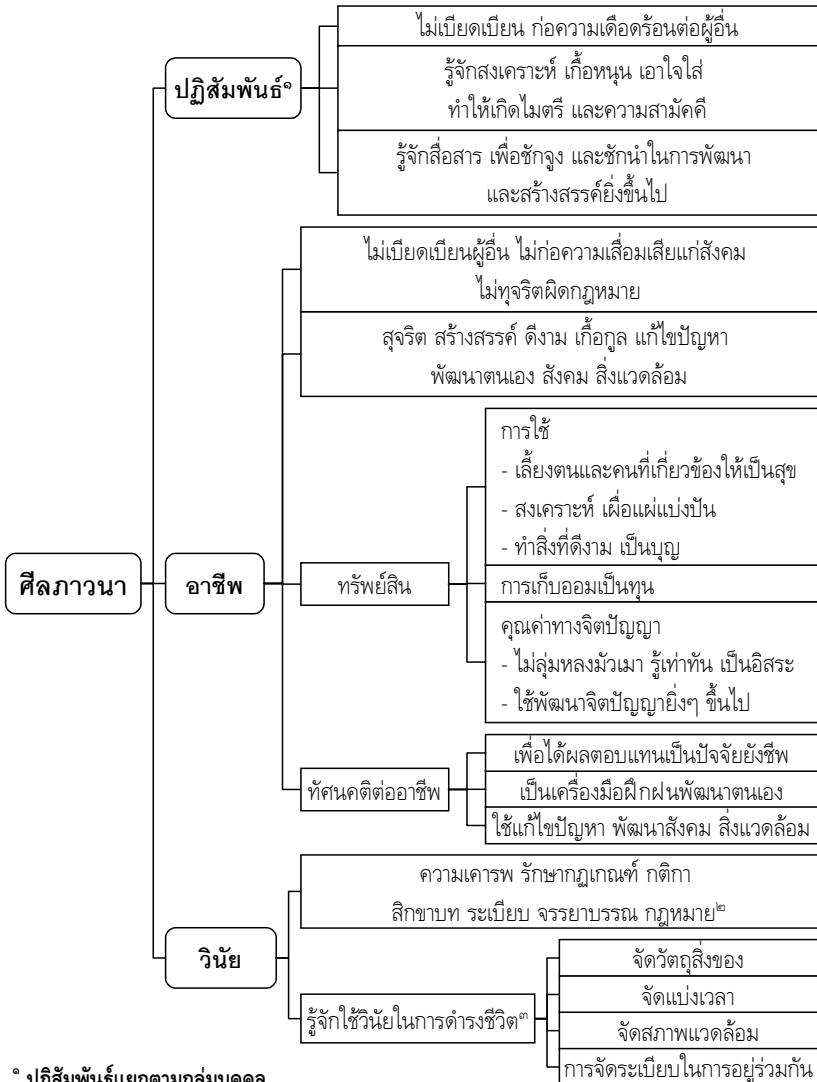 ศีลภาวนา
ปฏิสัมพันธ์๑
ไม่เบียดเบียน ก่อความเดือดร้อนต่อผู้อื่น
รู้จักสงเคราะห์ เกื้อหนุน เอาใจใส่
ทำให้เกิดไมตรี และความสามัคคี
รู้จักสื่อสาร เพื่อชักจูง และชักนำในการพัฒนา
และสร้างสรรค์ยิ่งขึ้นไป
อาชีพ
ไม่เบียดเบียนผู้อื่น ไม่ก่อความเสื่อมเสียแก่สังคม
ไม่ทุจริตผิดกฎหมาย
สุจริต สร้างสรรค์ ดีงาม เกื้อกูล แก้ไขปัญหา
พัฒนาตนเอง สังคม สิ่งแวดล้อม
ทรัพย์สิน
การใช้
- เลี้ยงตนและคนที่เกี่ยวข้องให้เป็นสุข
- สงเคราะห์ เผื่อแผ่แบ่งปัน
- ทำสิ่งที่ดีงาม เป็นบุญ
การเก็บออมเป็นทุน
คุณค่าทางจิตปัญญา
- ไม่ลุ่มหลงมัวเมา รู้เท่าทัน เป็นอิสระ
- ใช้พัฒนาจิตปัญญายิ่งๆ ขึ้นไป
ทัศนคติต่ออาชีพ
เพื่อได้ผลตอบแทนเป็นปัจจัยยังชีพ
เป็นเครื่องมือฝึกฝนพัฒนาตนเอง
ใช้แก้ไขปัญหา พัฒนาสังคม สิ่งแวดล้อม
วินัย
ความเคารพ รักษากฏเกณฑ์ กติกา
สิกขาบท ระเบียบ จรรยาบรรณ กฎหมาย๒
รู้จักใช้วินัยในการดำรงชีวิต๓
จัดวัตถุสิ่งของ
จัดแบ่งเวลา
จัดสภาพแวดล้อม
การจัดระเบียบในการอยู่ร่วมกัน
๑ ปฏิสัมพันธ์แยกตามกลุ่มบุคคล